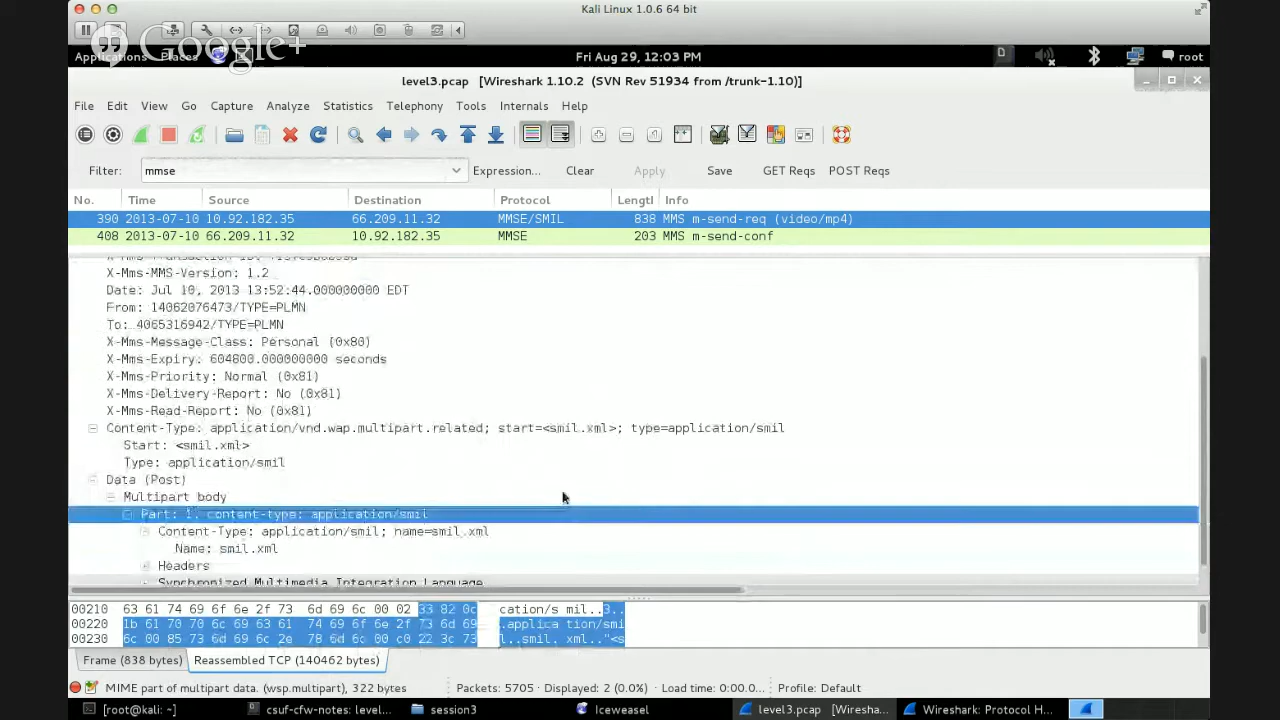 Kali Linux 1.0.6 64 bit
Google+
Applications Places Fri Aug 29, 12:03 PM root
level3.pcap [Wireshark 1.10.2 (SVN Rev 51934 from /trunk-1.10)]
File Edit View Go Capture Analyze Statistics Telephony Tools Internals Help
Filter: mmse Expression... Clear Apply Save GET Reqs POST Reqs
No. Time Source Destination Protocol Lengtl Info
390 2013-07-10 10.92.182.35 66.209.11.32 MMSE/SMIL 838 MMS m-send-req (video/mp4)
408 2013-07-10 66.209.11.32 10.92.182.35 MMSE 203 MMS m-send-conf
X-Mms-MMS-Version: 1.2
Date: Jul 10, 2013 13:52:44.000000000 EDT
From: 14062076473/TYPE=PLMN
To: 4065316942/TYPE=PLMN
X-Mms-Message-Class: Personal (0x80)
X-Mms-Expiry: 604800.000000000 seconds
X-Mms-Priority: Normal (0x81)
X-Mms-Delivery-Report: No (0x81)
X-Mms-Read-Report: No (0x81)
Content-Type: application/vnd.wap.multipart.related; start=<smil.xml>; type=application/smil
Start: <smil.xml>
Type: application/smil
Data (Post)
Multipart body
Part: 1, content-type: application/smil
Content-Type: application/smil; name=smil.xml
Name: smil.xml
Headers
Synchronized Multimedia Integration Language
00210 63 61 74 69 6f 6e 2f 73 6d 69 6c 00 02 33 82 0c cation/s mil..3..
00220 1b 61 70 70 6c 69 63 61 74 69 6f 6e 2f 73 6d 69 .applica tion/smi
00230 6c 00 85 73 6d 69 6c 2e 78 6d 6c 00 c0 22 3c 73 l..smil. xml.."<s
Frame (838 bytes) Reassembled TCP (140462 bytes)
MIME part of multipart data. (wsp.multipart), 322 bytes Packets: 5705 · Displayed: 2 (0.0%) · Load time: 0:00.0... Profile: Default
[root@kali: ~] csuf-cfw-notes: level... session3 Iceweasel level3.pcap [Wiresha... Wireshark: Protocol H...